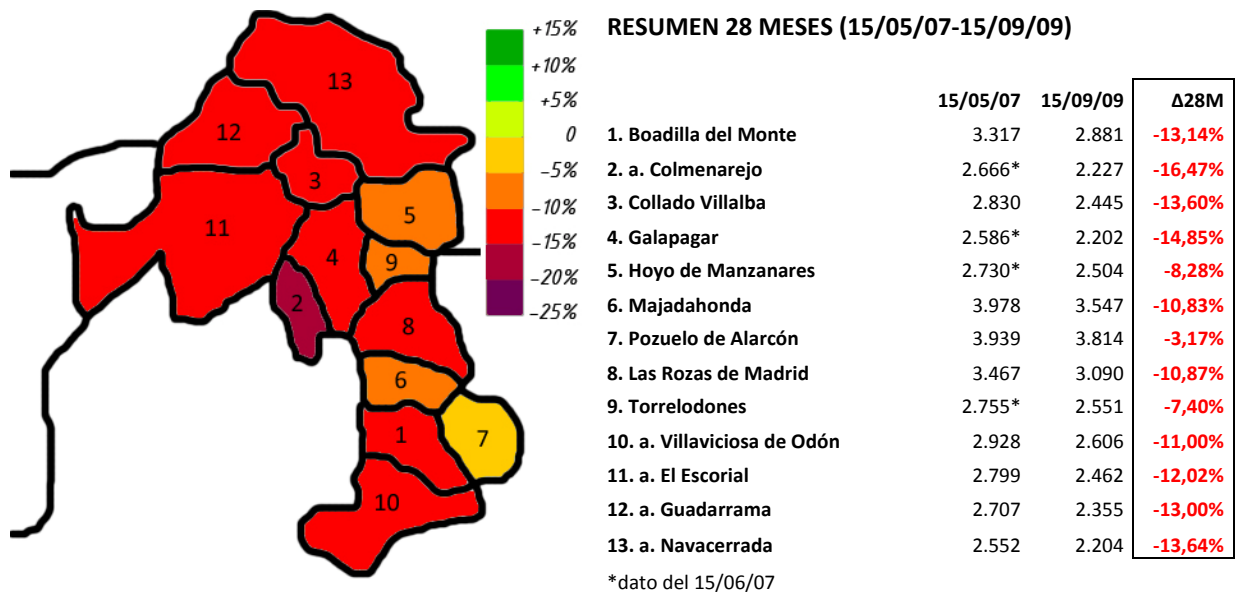 RESUMEN 28 MESES (15/05/07-15/09/09)
+15%
+10%
+5%
0
−5%
−10%
−15%
−20%
−25%
13
12
3
5
11
4
9
2
8
6
1
7
10
15/05/07 15/09/09 Δ28M
1. Boadilla del Monte 3.317 2.881 -13,14%
2. a. Colmenarejo 2.666* 2.227 -16,47%
3. Collado Villalba 2.830 2.445 -13,60%
4. Galapagar 2.586* 2.202 -14,85%
5. Hoyo de Manzanares 2.730* 2.504 -8,28%
6. Majadahonda 3.978 3.547 -10,83%
7. Pozuelo de Alarcón 3.939 3.814 -3,17%
8. Las Rozas de Madrid 3.467 3.090 -10,87%
9. Torrelodones 2.755* 2.551 -7,40%
10. a. Villaviciosa de Odón 2.928 2.606 -11,00%
11. a. El Escorial 2.799 2.462 -12,02%
12. a. Guadarrama 2.707 2.355 -13,00%
13. a. Navacerrada 2.552 2.204 -13,64%
*dato del 15/06/07